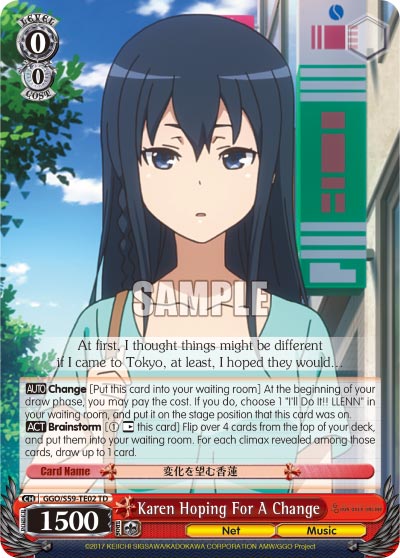 LEVEL
0
0
COST
SAMPLE
At first, I thought things might be different
if I came to Tokyo, at least, I hoped they would...
AUTO Change [Put this card into your waiting room] At the beginning of
your draw phase, you may pay the cost. If you do, choose 1 "I'll Do It!! LLENN" in
your waiting room, and put it on the stage position that this card was on.
ACT Brainstorm [① this card] Flip over 4 cards from the top of your deck,
and put them into your waiting room. For each climax revealed among those
cards, draw up to 1 card.
Card Name 変化を望む香蓮
CH GGO/S59-TE02 TD
POWER 1500 SOUL Karen Hoping For A Change
Net Music
©2017 KEIICHI SIGSAWA/KADOKAWA CORPORATION AMW/GGO Project